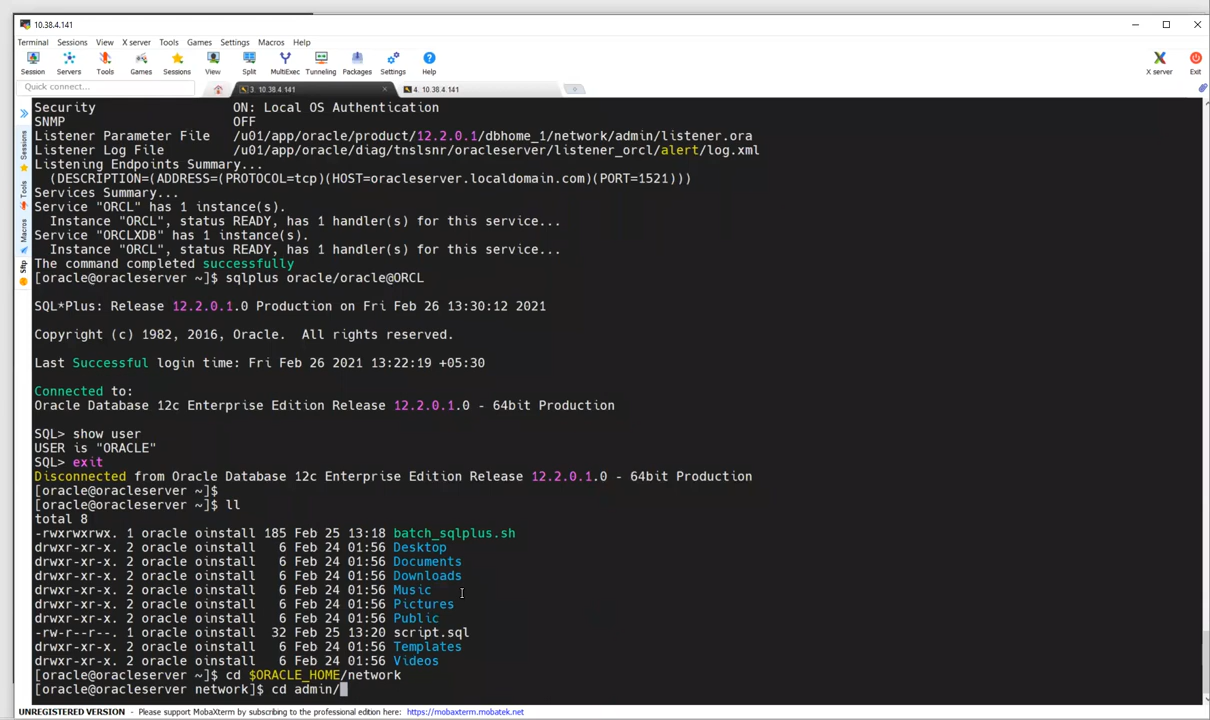 10.38.4.141
Terminal Sessions View X server Tools Games Settings Macros Help
Session Servers Tools Games Sessions View Split MultiExec Tunneling Packages Settings Help X server Exit
Quick connect...
3. 10.38.4.141
4. 10.38.4.141
Sessions
Tools
Macros
Sftp
Security                  ON: Local OS Authentication
SNMP                      OFF
Listener Parameter File   /u01/app/oracle/product/12.2.0.1/dbhome_1/network/admin/listener.ora
Listener Log File         /u01/app/oracle/diag/tnslsnr/oracleserver/listener_orcl/alert/log.xml
Listening Endpoints Summary...
  (DESCRIPTION=(ADDRESS=(PROTOCOL=tcp)(HOST=oracleserver.localdomain.com)(PORT=1521)))
Services Summary...
Service "ORCL" has 1 instance(s).
  Instance "ORCL", status READY, has 1 handler(s) for this service...
Service "ORCLXDB" has 1 instance(s).
  Instance "ORCL", status READY, has 1 handler(s) for this service...
The command completed successfully
[oracle@oracleserver ~]$ sqlplus oracle/oracle@ORCL
SQL*Plus: Release 12.2.0.1.0 Production on Fri Feb 26 13:30:12 2021
Copyright (c) 1982, 2016, Oracle.  All rights reserved.
Last Successful login time: Fri Feb 26 2021 13:22:19 +05:30
Connected to:
Oracle Database 12c Enterprise Edition Release 12.2.0.1.0 - 64bit Production
SQL> show user
USER is "ORACLE"
SQL> exit
Disconnected from Oracle Database 12c Enterprise Edition Release 12.2.0.1.0 - 64bit Production
[oracle@oracleserver ~]$
[oracle@oracleserver ~]$ ll
total 8
-rwxrwxrwx. 1 oracle oinstall 185 Feb 25 13:18 batch_sqlplus.sh
drwxr-xr-x. 2 oracle oinstall   6 Feb 24 01:56 Desktop
drwxr-xr-x. 2 oracle oinstall   6 Feb 24 01:56 Documents
drwxr-xr-x. 2 oracle oinstall   6 Feb 24 01:56 Downloads
drwxr-xr-x. 2 oracle oinstall   6 Feb 24 01:56 Music
drwxr-xr-x. 2 oracle oinstall   6 Feb 24 01:56 Pictures
drwxr-xr-x. 2 oracle oinstall   6 Feb 24 01:56 Public
-rw-r--r--. 1 oracle oinstall  32 Feb 25 13:20 script.sql
drwxr-xr-x. 2 oracle oinstall   6 Feb 24 01:56 Templates
drwxr-xr-x. 2 oracle oinstall   6 Feb 24 01:56 Videos
[oracle@oracleserver ~]$ cd $ORACLE_HOME/network
[oracle@oracleserver network]$ cd admin/
UNREGISTERED VERSION - Please support MobaXterm by subscribing to the professional edition here: https://mobaxterm.mobatek.net